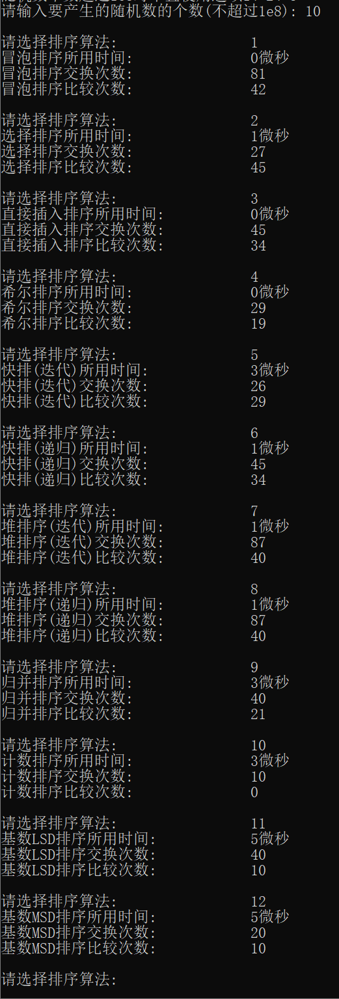 请输入要产生的随机数的个数(不超过1e8): 10
请选择排序算法: 1
冒泡排序所用时间: 0微秒
冒泡排序交换次数: 81
冒泡排序比较次数: 42
请选择排序算法: 2
选择排序所用时间: 1微秒
选择排序交换次数: 27
选择排序比较次数: 45
请选择排序算法: 3
直接插入排序所用时间: 0微秒
直接插入排序交换次数: 45
直接插入排序比较次数: 34
请选择排序算法: 4
希尔排序所用时间: 0微秒
希尔排序交换次数: 29
希尔排序比较次数: 19
请选择排序算法: 5
快排(迭代)所用时间: 3微秒
快排(迭代)交换次数: 26
快排(迭代)比较次数: 29
请选择排序算法: 6
快排(递归)所用时间: 1微秒
快排(递归)交换次数: 45
快排(递归)比较次数: 34
请选择排序算法: 7
堆排序(迭代)所用时间: 1微秒
堆排序(迭代)交换次数: 87
堆排序(迭代)比较次数: 40
请选择排序算法: 8
堆排序(递归)所用时间: 1微秒
堆排序(递归)交换次数: 87
堆排序(递归)比较次数: 40
请选择排序算法: 9
归并排序所用时间: 3微秒
归并排序交换次数: 40
归并排序比较次数: 21
请选择排序算法: 10
计数排序所用时间: 3微秒
计数排序交换次数: 10
计数排序比较次数: 0
请选择排序算法: 11
基数LSD排序所用时间: 5微秒
基数LSD排序交换次数: 40
基数LSD排序比较次数: 10
请选择排序算法: 12
基数MSD排序所用时间: 5微秒
基数MSD排序交换次数: 20
基数MSD排序比较次数: 10
请选择排序算法: